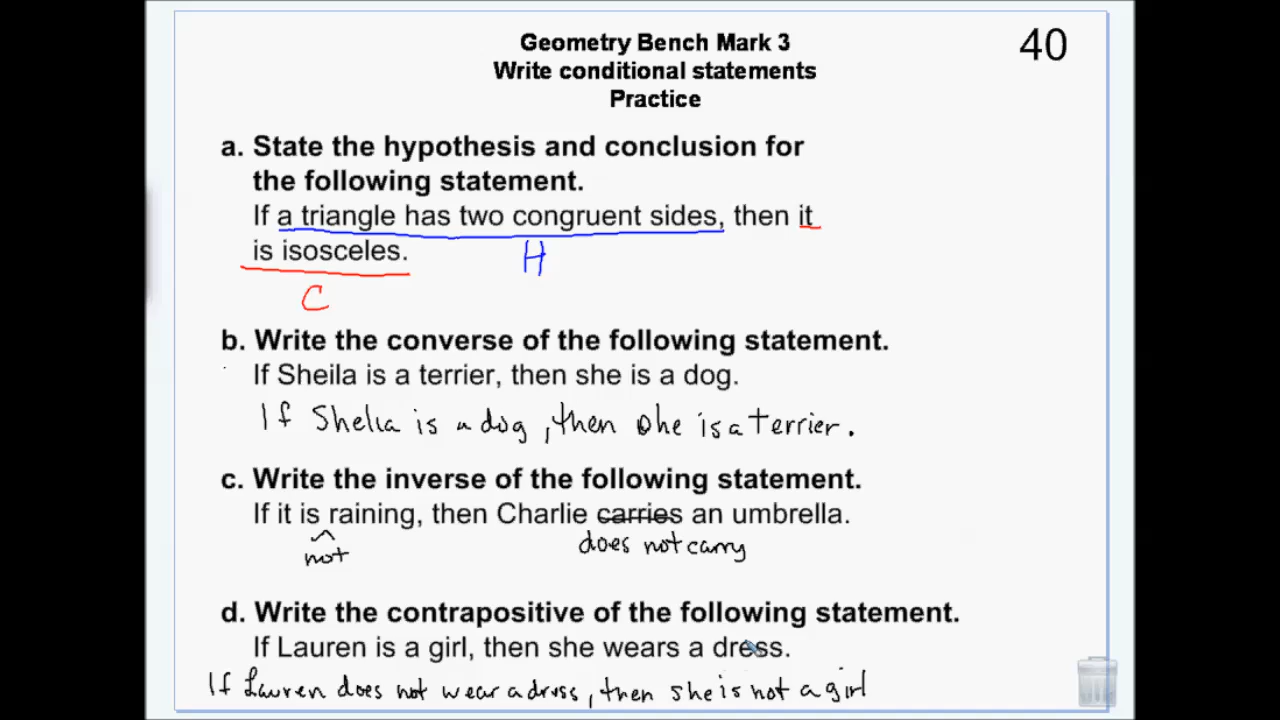 Geometry Bench Mark 3
40
Write conditional statements
Practice
a. State the hypothesis and conclusion for
the following statement.
If a triangle has two congruent sides, then it
is isosceles.
H
C
b. Write the converse of the following statement.
If Sheila is a terrier, then she is a dog.
If Shelia is a dog, then she is a terrier.
c. Write the inverse of the following statement.
If it is raining, then Charlie carries an umbrella.
not
does not carry
d. Write the contrapositive of the following statement.
If Lauren is a girl, then she wears a dress.
If Lauren does not wear a dress, then she is not a girl